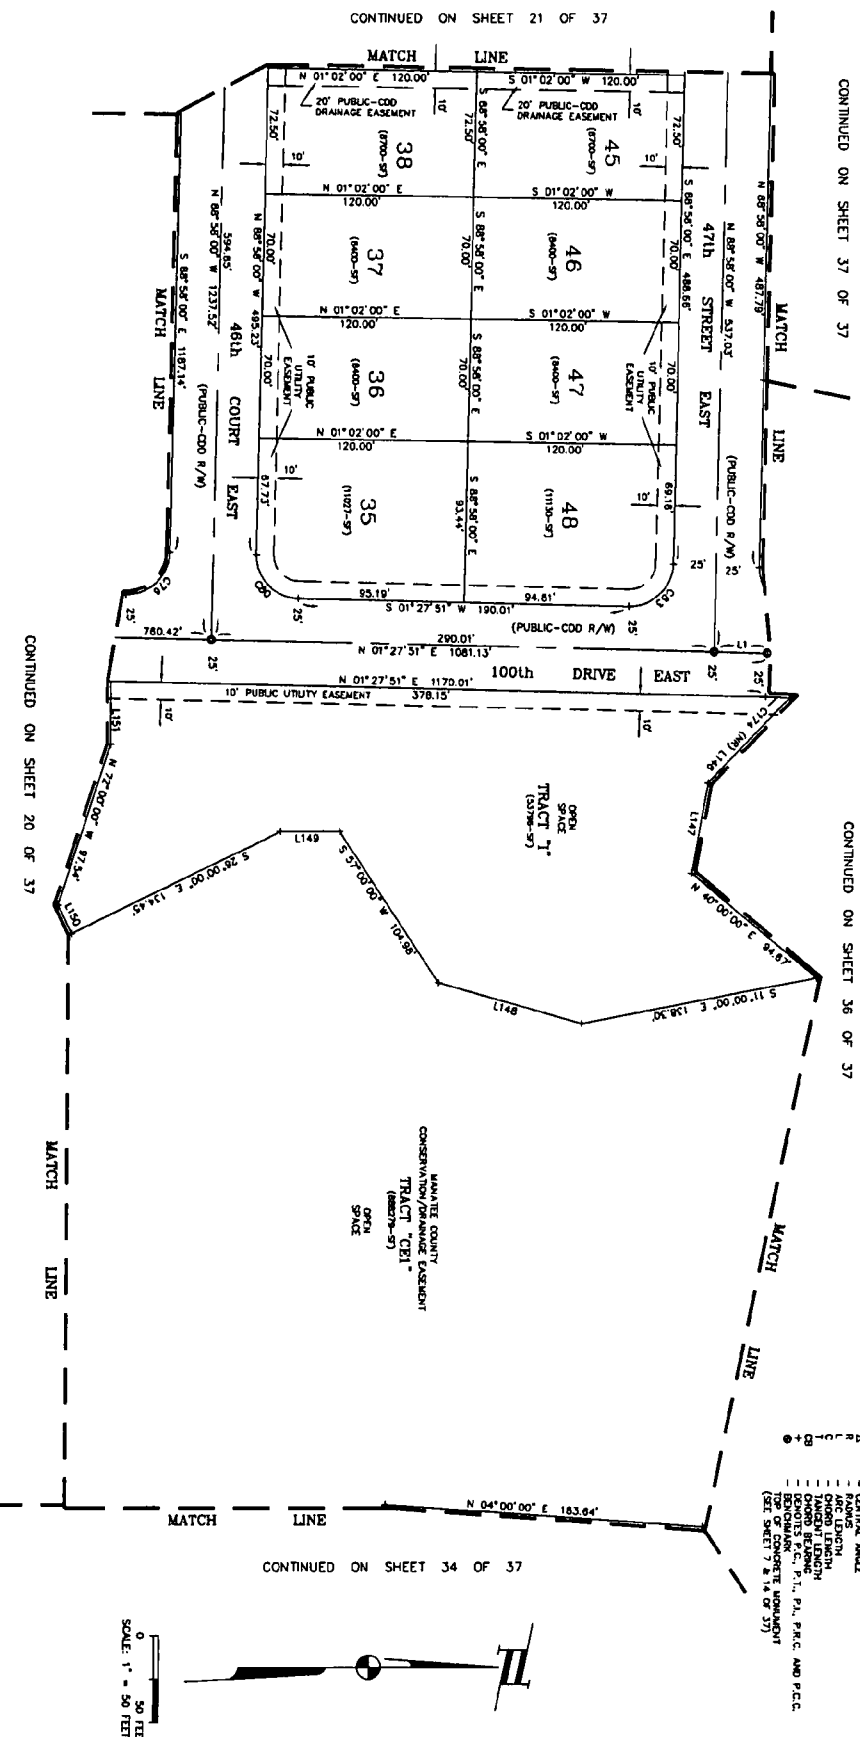 CONTINUED ON SHEET 21 OF 37
MATCH LINE
N 01°02'00" E 120.00'
S 01°02'00" W 120.00'
20' PUBLIC-CDD
DRAINAGE EASEMENT
10'
20' PUBLIC-CDD
DRAINAGE EASEMENT
10'
72.50'
S 88°58'00" E
72.50'
72.50'
38
(8700-SF)
45
(8700-SF)
10'
10'
N 01°02'00" E
120.00'
S 01°02'00" W
120.00'
CONTINUED ON SHEET 37 OF 37
N 88°58'00" W 487.79'
MATCH LINE
N 88°58'00" W 537.03'
47th STREET EAST
(PUBLIC-CDD R/W)
S 88°58'00" E 488.66'
70.00'
S 88°58'00" E
70.00'
70.00'
37
(8400-SF)
46
(8400-SF)
N 88°58'00" W 495.23'
594.85'
N 88°58'00" W 1237.52'
46th COURT EAST
(PUBLIC-CDD R/W)
S 88°58'00" E 1187.14'
MATCH LINE
N 01°02'00" E
120.00'
S 01°02'00" W
120.00'
10' PUBLIC
UTILITY
EASEMENT
10' PUBLIC
UTILITY
EASEMENT
70.00'
S 88°58'00" E
70.00'
70.00'
36
(8400-SF)
47
(8400-SF)
N 01°02'00" E
120.00'
S 01°02'00" W
120.00'
67.73'
10'
35
(11027-SF)
S 88°58'00" E
93.44'
48
(11130-SF)
10'
69.16'
25'
25'
C78
C80
C83
25'
25'
25'
95.19'
94.81'
S 01°27'51" W 190.01'
(PUBLIC-CDD R/W)
760.42'
25'
290.01'
N 01°27'51" E 1081.13'
L1
25'
25'
100th DRIVE EAST
N 01°27'51" E 1170.01'
10' PUBLIC UTILITY EASEMENT 378.15'
10'
10'
L151
C174 (NR)
L146
L147
N 72°00'00" W 97.54'
L150
S 26°00'00" E 134.45'
L149
S 57°00'00" W 104.98'
L148
S 11°00'00" E 138.30'
N 40°00'00" E 94.67'
OPEN
SPACE
TRACT "I"
(53796-SF)
CONTINUED ON SHEET 20 OF 37
CONTINUED ON SHEET 36 OF 37
MANATEE COUNTY
CONSERVATION/DRAINAGE EASEMENT
TRACT "CE1"
OPEN
SPACE
MATCH LINE
MATCH LINE
N 04°00'00" E 183.64'
MATCH LINE
CONTINUED ON SHEET 34 OF 37
CENTRAL ANGLE
R - RADIUS
L - ARC LENGTH
C - CHORD LENGTH
T - TANGENT LENGTH
CB - CHORD BEARING
+ - DENOTES P.C., P.T., P.I., P.R.C. AND P.C.C.
- BENCHMARK
TOP OF CONCRETE MONUMENT
(SEE SHEET 7 & 14 OF 37)
0 50 FEE
SCALE: 1" = 50 FEET